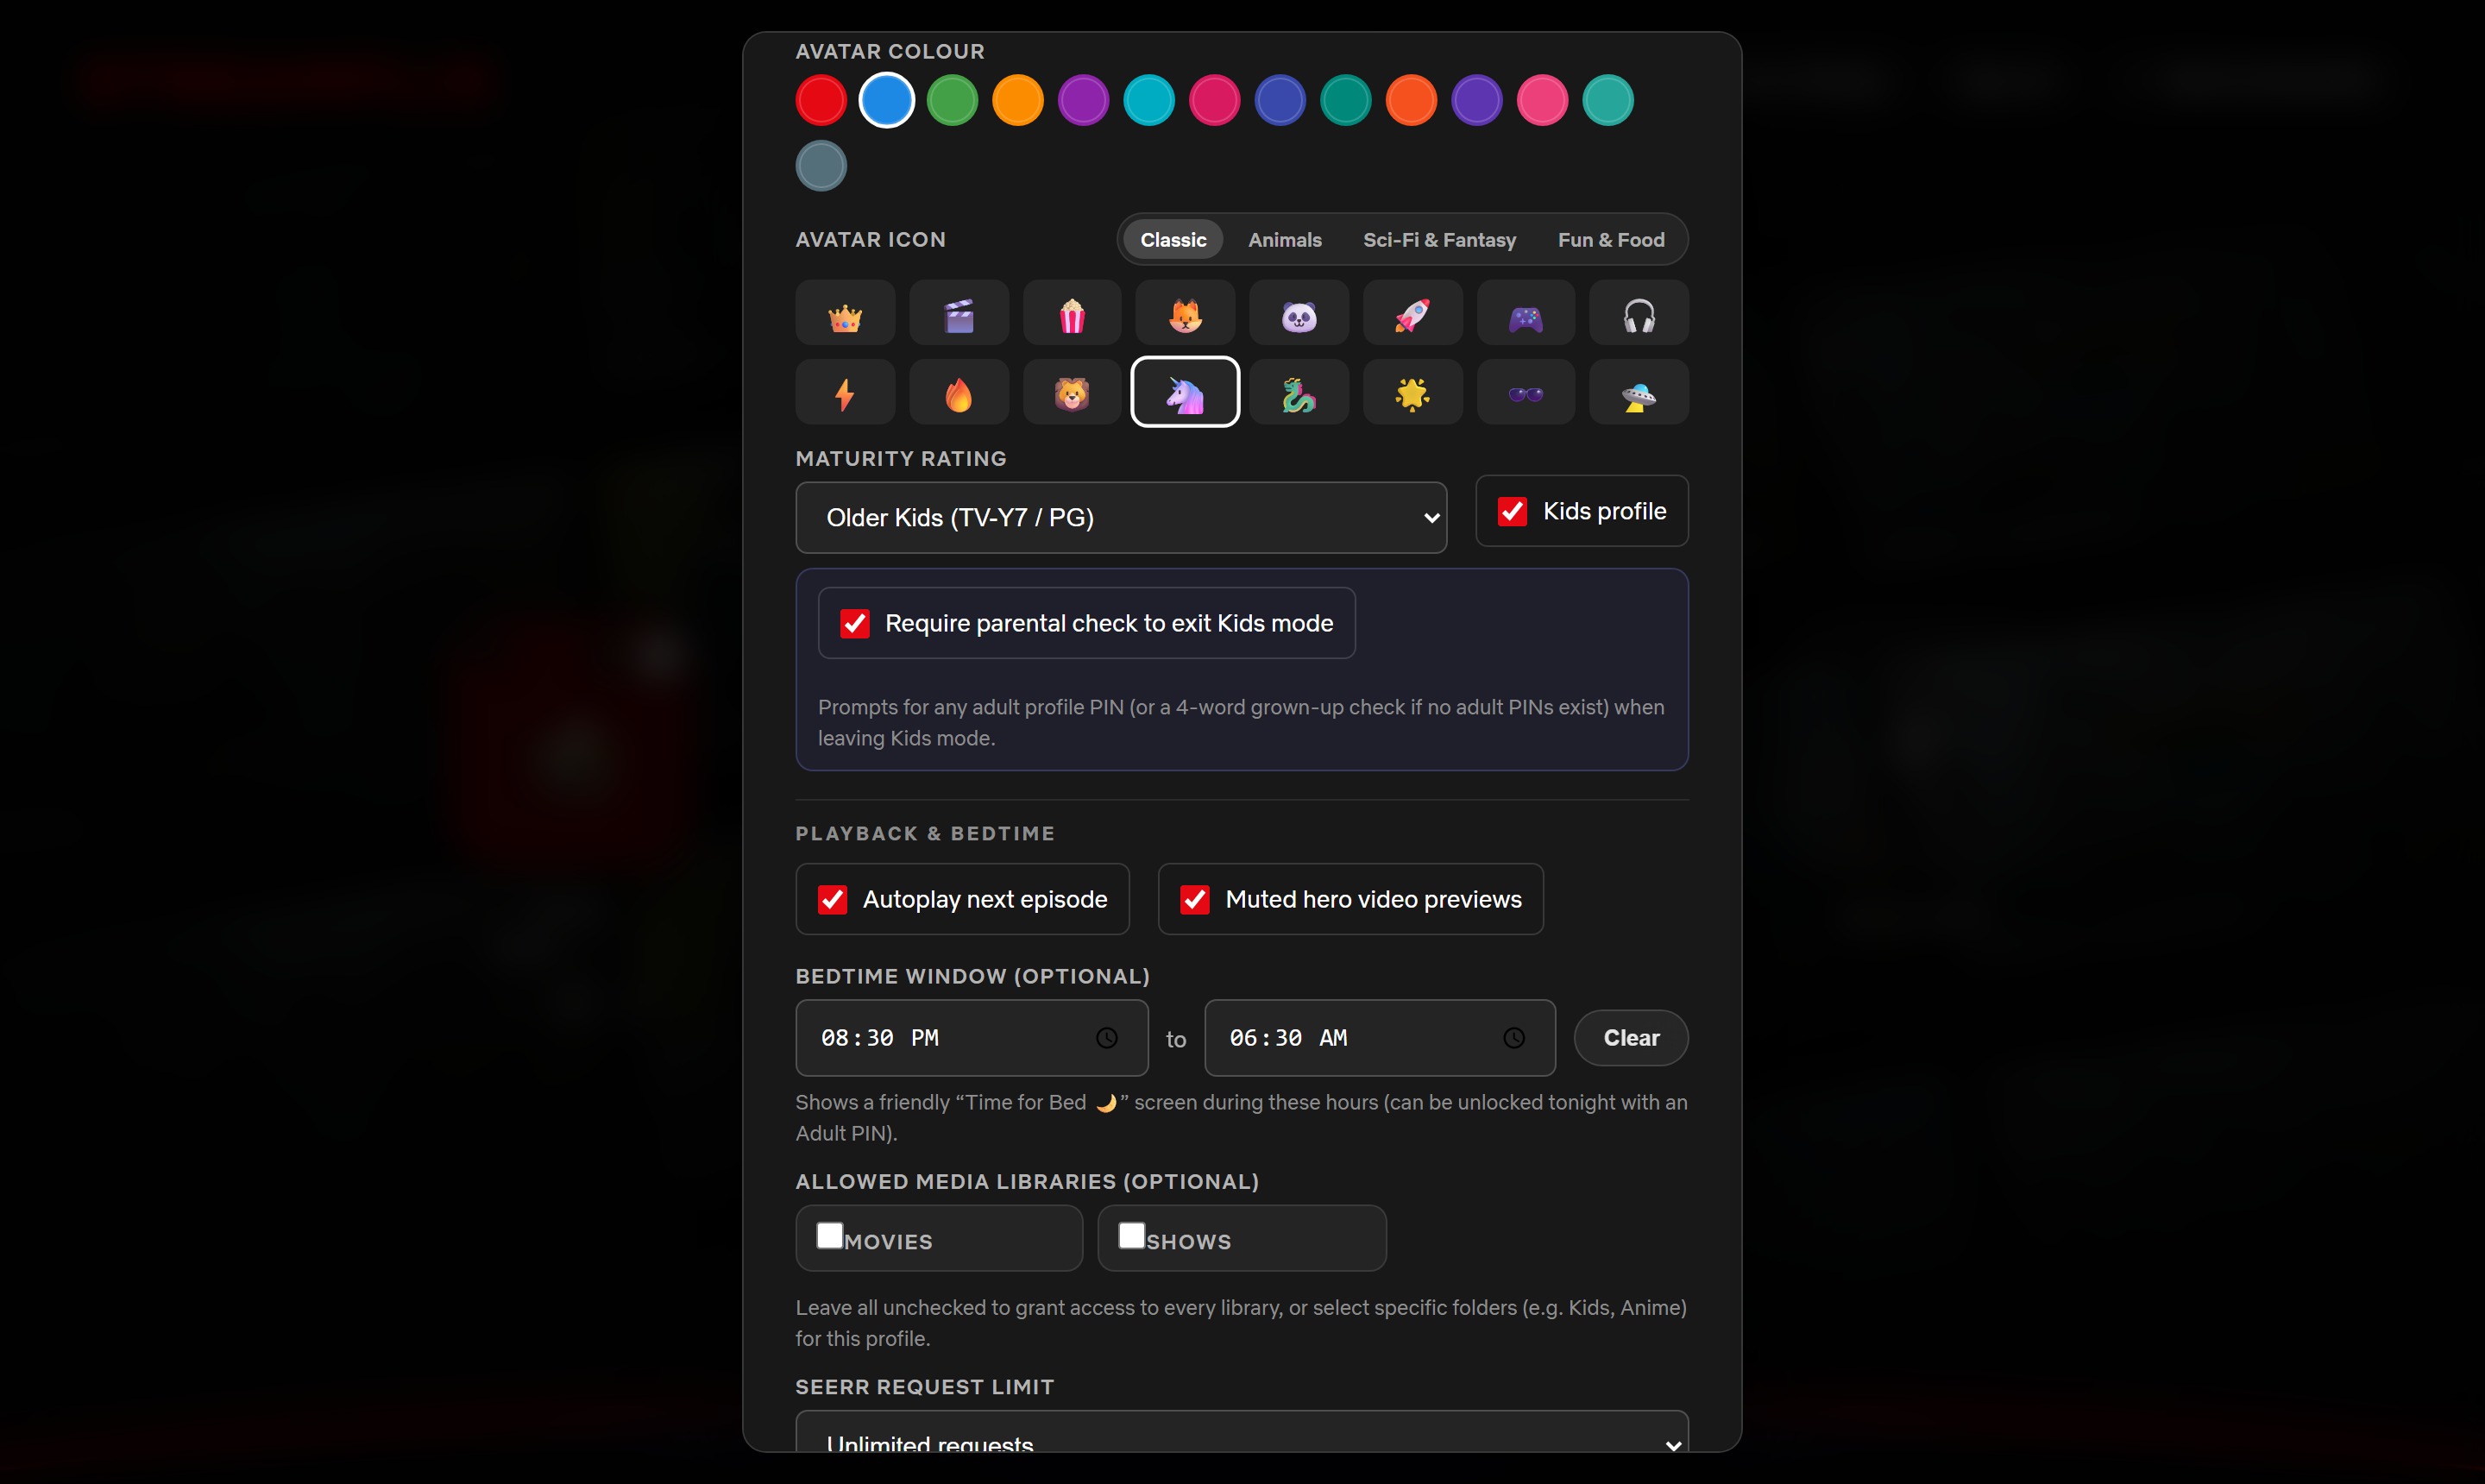 AVATAR COLOUR
AVATAR ICON
Classic Animals Sci-Fi & Fantasy Fun & Food
MATURITY RATING
Older Kids (TV-Y7 / PG)
Kids profile
Require parental check to exit Kids mode
Prompts for any adult profile PIN (or a 4-word grown-up check if no adult PINs exist) when
leaving Kids mode.
PLAYBACK & BEDTIME
Autoplay next episode
Muted hero video previews
BEDTIME WINDOW (OPTIONAL)
08:30 PM to 06:30 AM Clear
Shows a friendly “Time for Bed 🌙” screen during these hours (can be unlocked tonight with an
Adult PIN).
ALLOWED MEDIA LIBRARIES (OPTIONAL)
MOVIES
SHOWS
Leave all unchecked to grant access to every library, or select specific folders (e.g. Kids, Anime)
for this profile.
SEERR REQUEST LIMIT
Unlimited requests